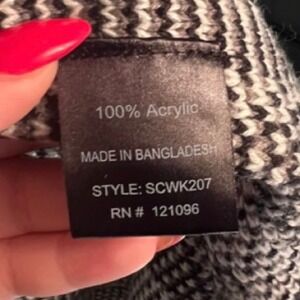 100% Acrylic
MADE IN BANGLADESH
STYLE: SCWK207
RN # 121096